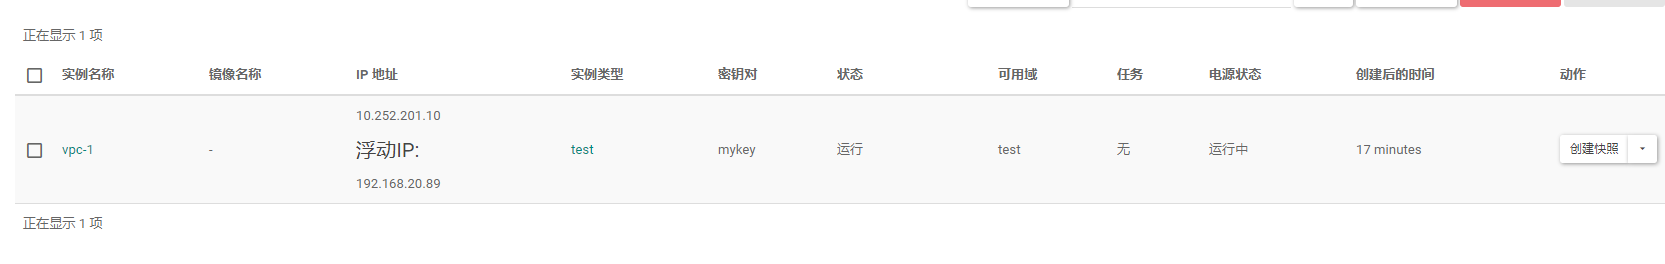 正在显示 1 项
实例名称 镜像名称 IP 地址 实例类型 密钥对 状态 可用域 任务 电源状态 创建后的时间 动作
10.252.201.10
vpc-1 - 浮动IP: test mykey 运行 test 无 运行中 17 minutes 创建快照
192.168.20.89
正在显示 1 项